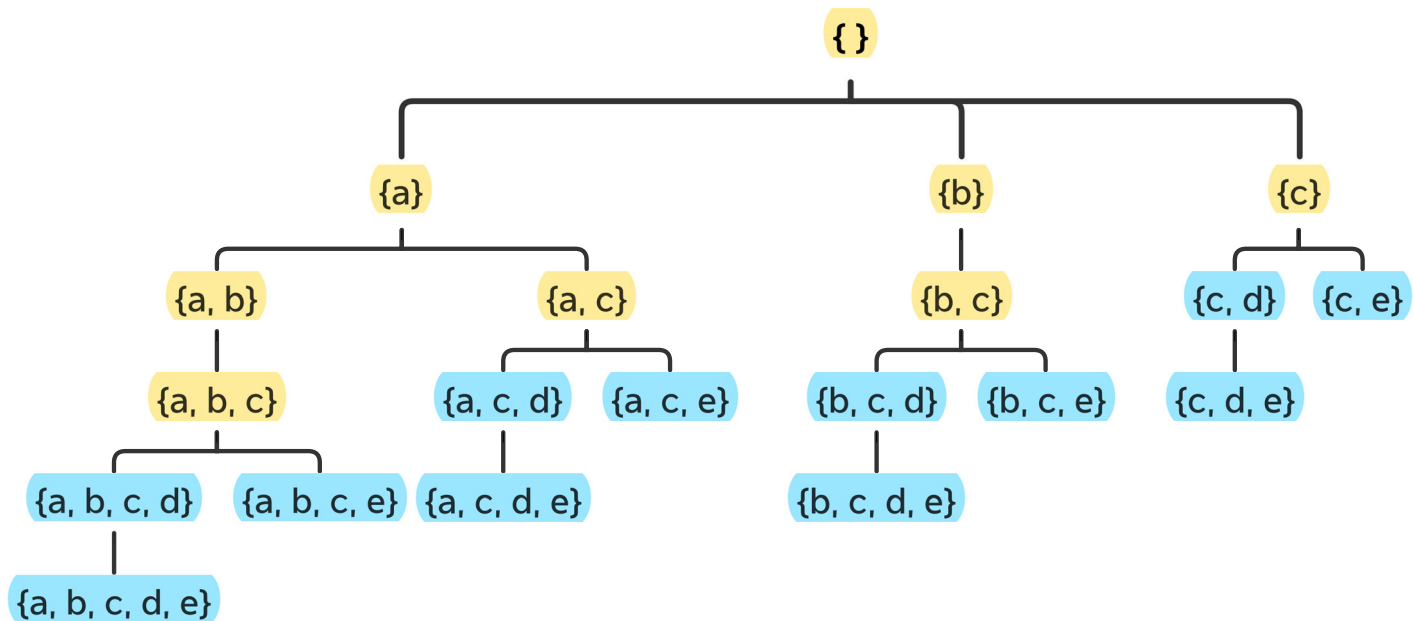 { }
{a}
{b}
{c}
{a, b}
{a, c}
{b, c}
{c, d}
{c, e}
{a, b, c}
{a, c, d}
{a, c, e}
{b, c, d}
{b, c, e}
{c, d, e}
{a, b, c, d}
{a, b, c, e}
{a, c, d, e}
{b, c, d, e}
{a, b, c, d, e}